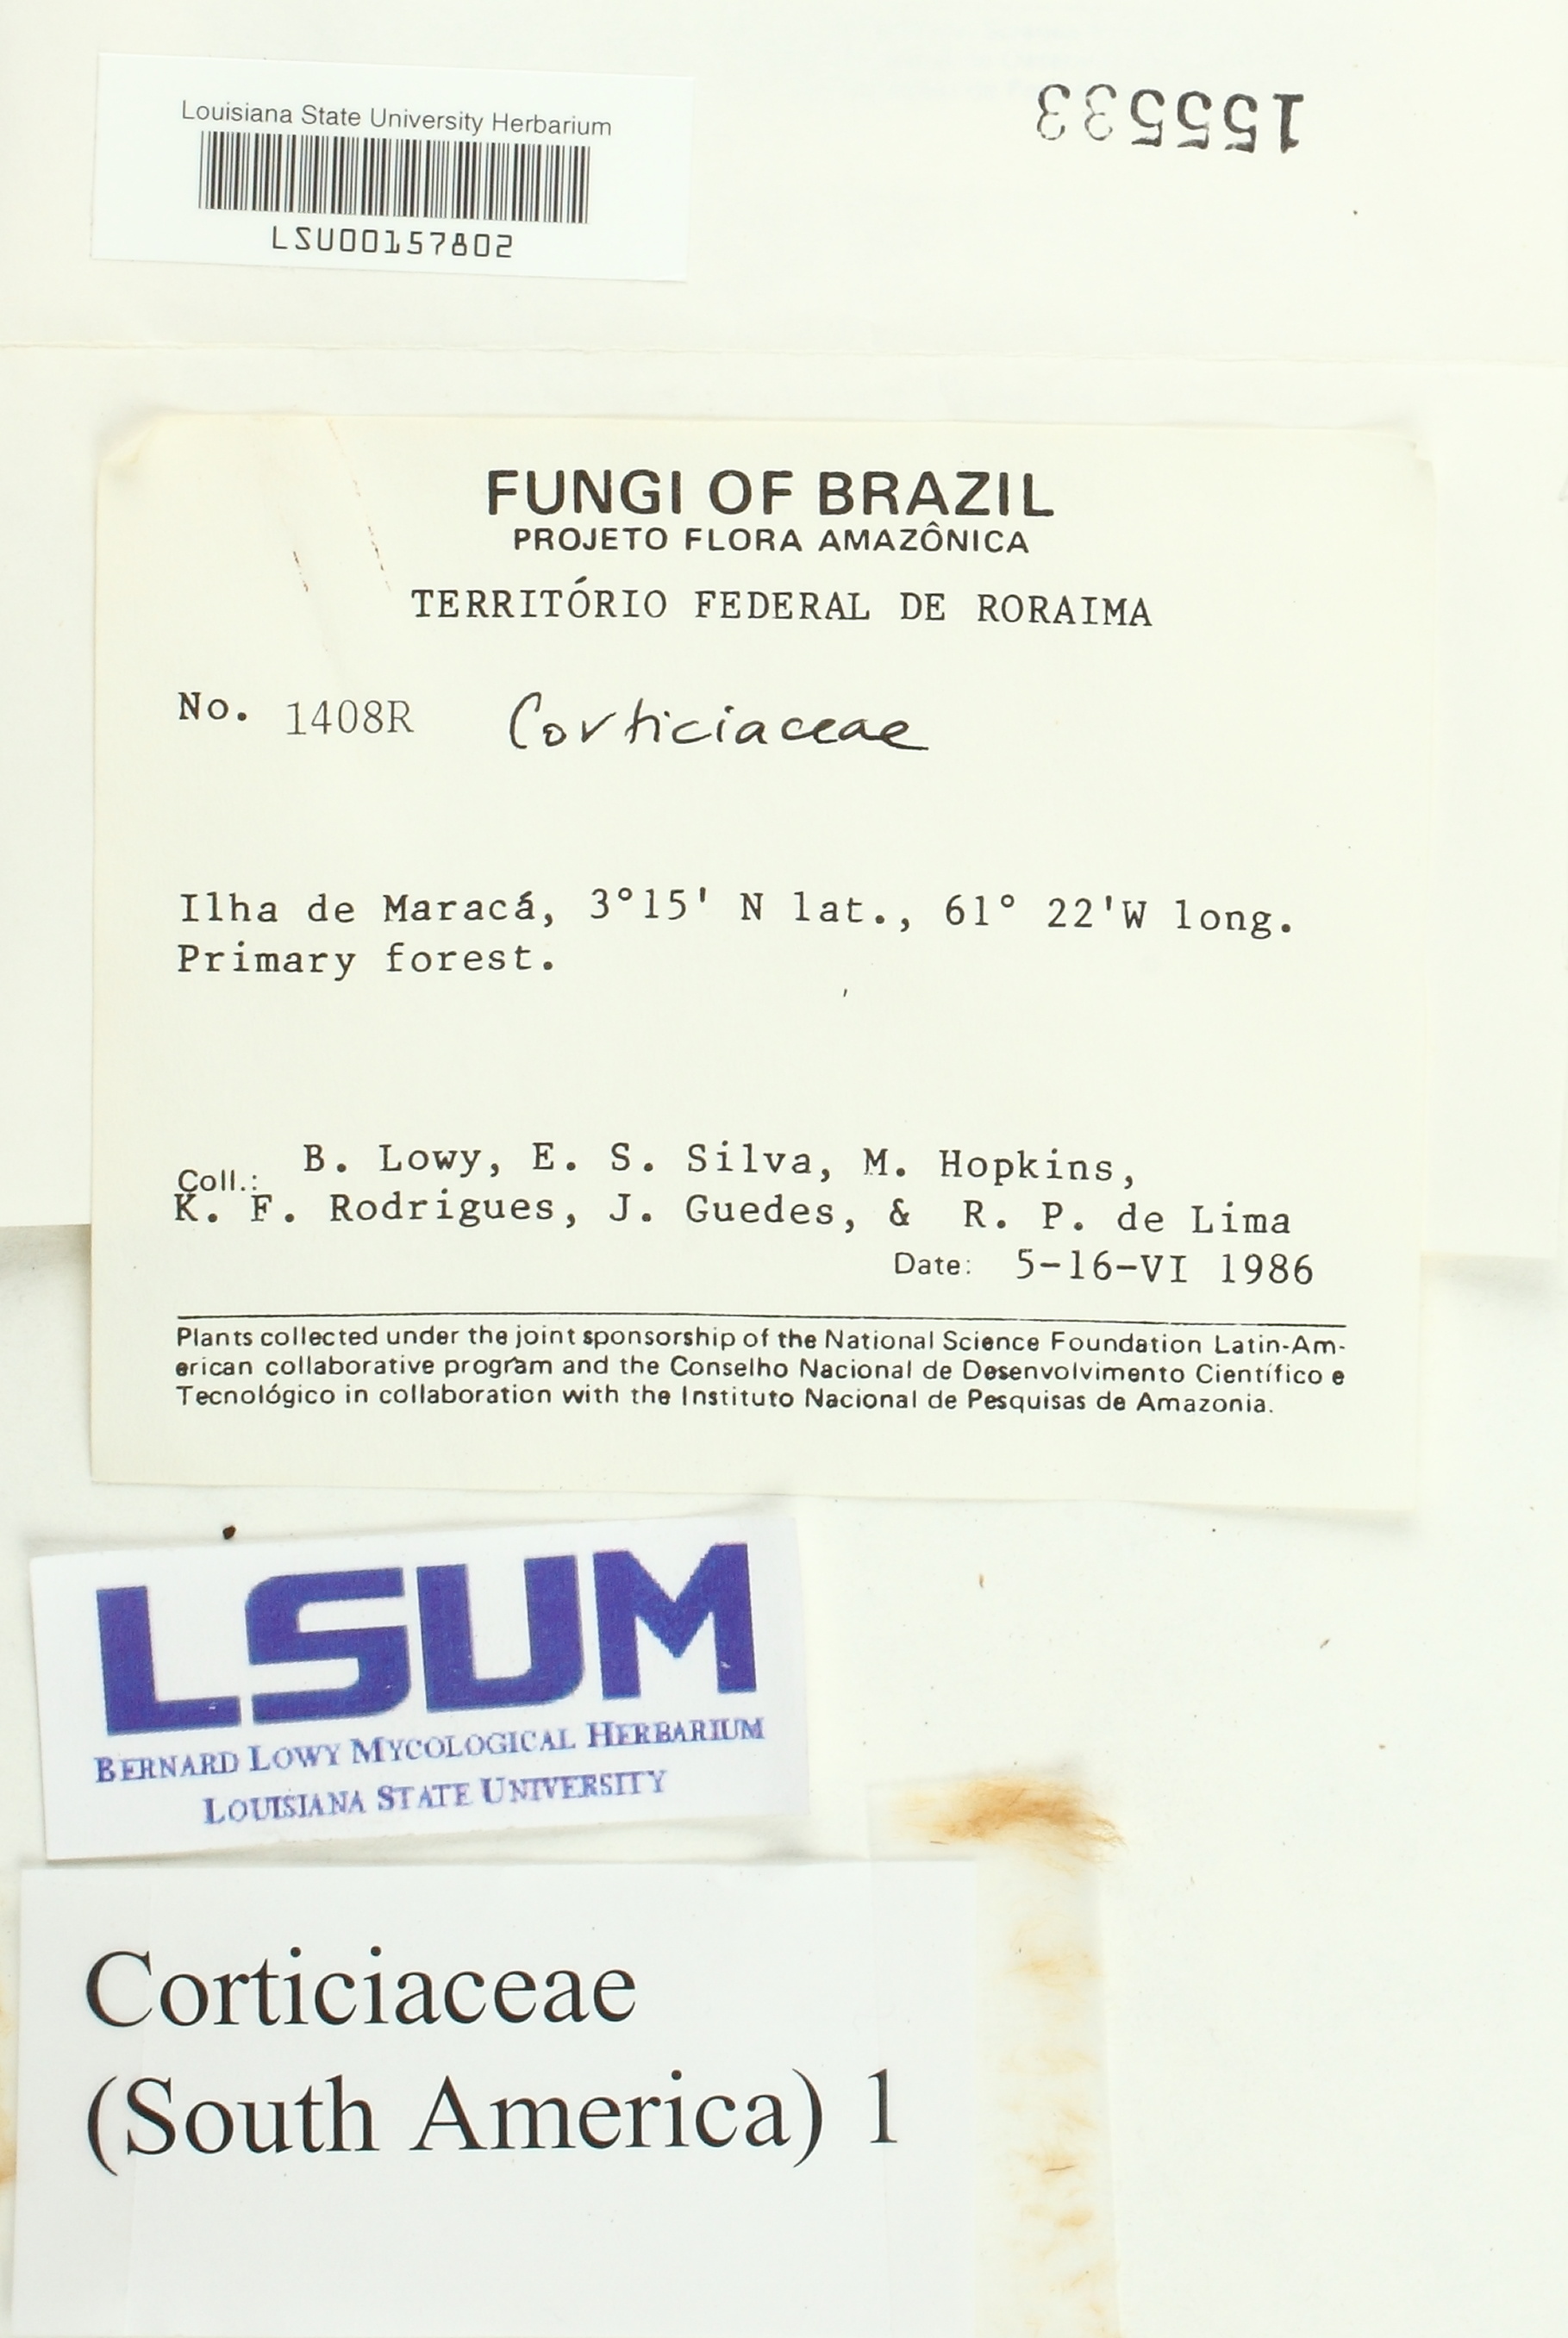 Louisiana State University Herbarium
LSU00157802
155533
FUNGI OF BRAZIL
PROJETO FLORA AMAZÔNICA
TERRITÓRIO FEDERAL DE RORAIMA
No. 1408R Corticiaceae
Ilha de Maracá, 3°15' N lat., 61° 22'W long.
Primary forest.
Coll.: B. Lowy, E. S. Silva, M. Hopkins,
K. F. Rodrigues, J. Guedes, & R. P. de Lima
Date: 5-16-VI 1986
Plants collected under the joint sponsorship of the National Science Foundation Latin-Am-
erican collaborative program and the Conselho Nacional de Desenvolvimento Científico e
Tecnológico in collaboration with the Instituto Nacional de Pesquisas de Amazonia.
LSUM
BERNARD LOWY MYCOLOGICAL HERBARIUM
LOUISIANA STATE UNIVERSITY
Corticiaceae
(South America) 1